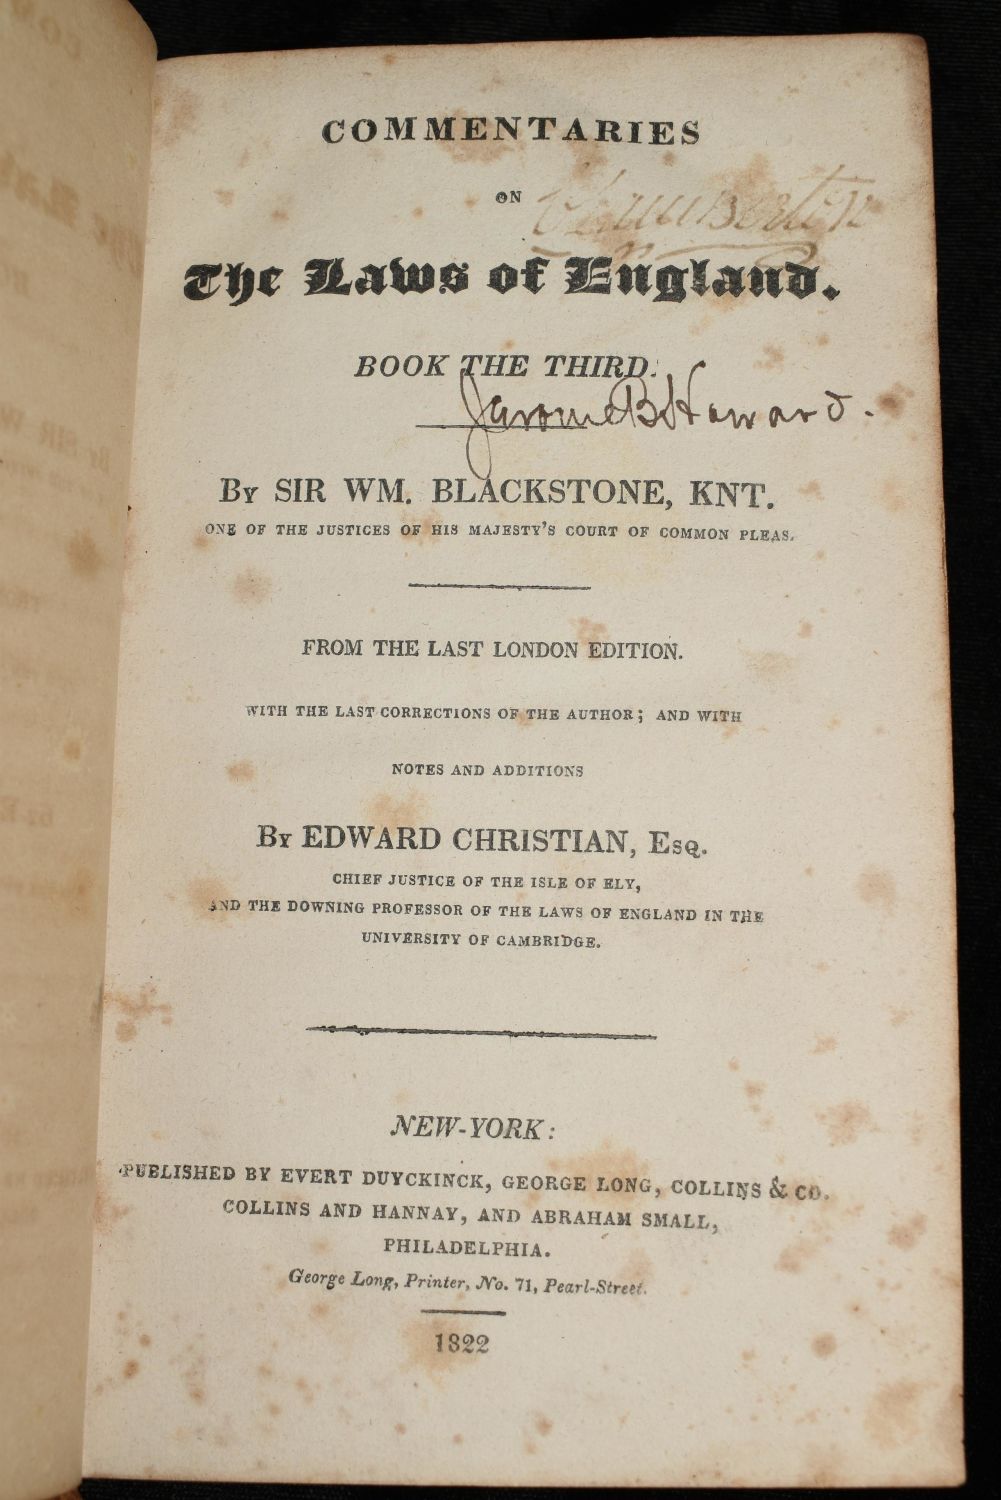 COMMENTARIES
ON
The Laws of England.
BOOK THE THIRD.
Jerome B. Howard.
By SIR WM. BLACKSTONE, KNT.
ONE OF THE JUSTICES OF HIS MAJESTY'S COURT OF COMMON PLEAS.
FROM THE LAST LONDON EDITION.
WITH THE LAST CORRECTIONS OF THE AUTHOR; AND WITH
NOTES AND ADDITIONS
By EDWARD CHRISTIAN, Esq.
CHIEF JUSTICE OF THE ISLE OF ELY,
AND THE DOWNING PROFESSOR OF THE LAWS OF ENGLAND IN THE
UNIVERSITY OF CAMBRIDGE.
NEW-YORK:
PUBLISHED BY EVERT DUYCKINCK, GEORGE LONG, COLLINS & CO.
COLLINS AND HANNAY, AND ABRAHAM SMALL,
PHILADELPHIA.
George Long, Printer, No. 71, Pearl-Street.
1822